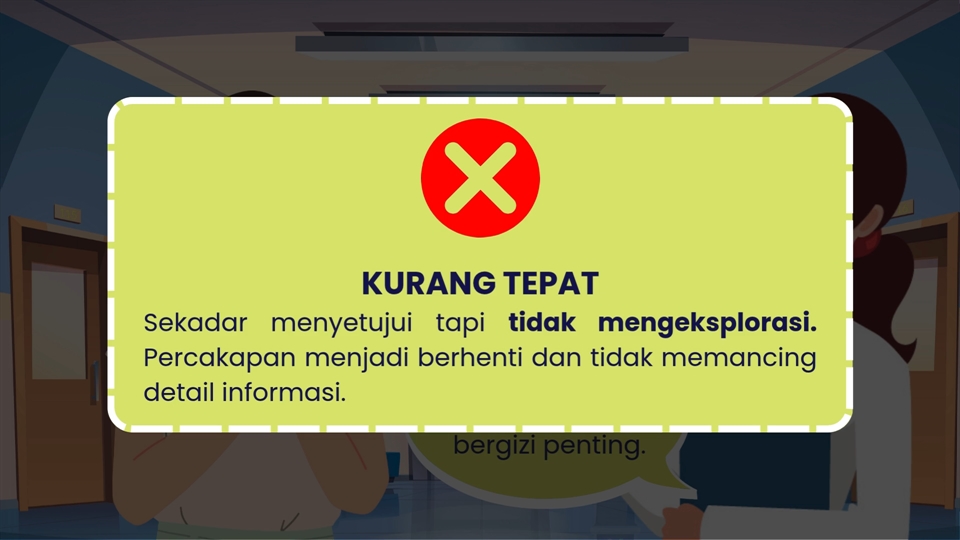 KURANG TEPAT
Sekadar menyetujui tapi tidak mengeksplorasi.
Percakapan menjadi berhenti dan tidak memancing
detail informasi.
bergizi penting.